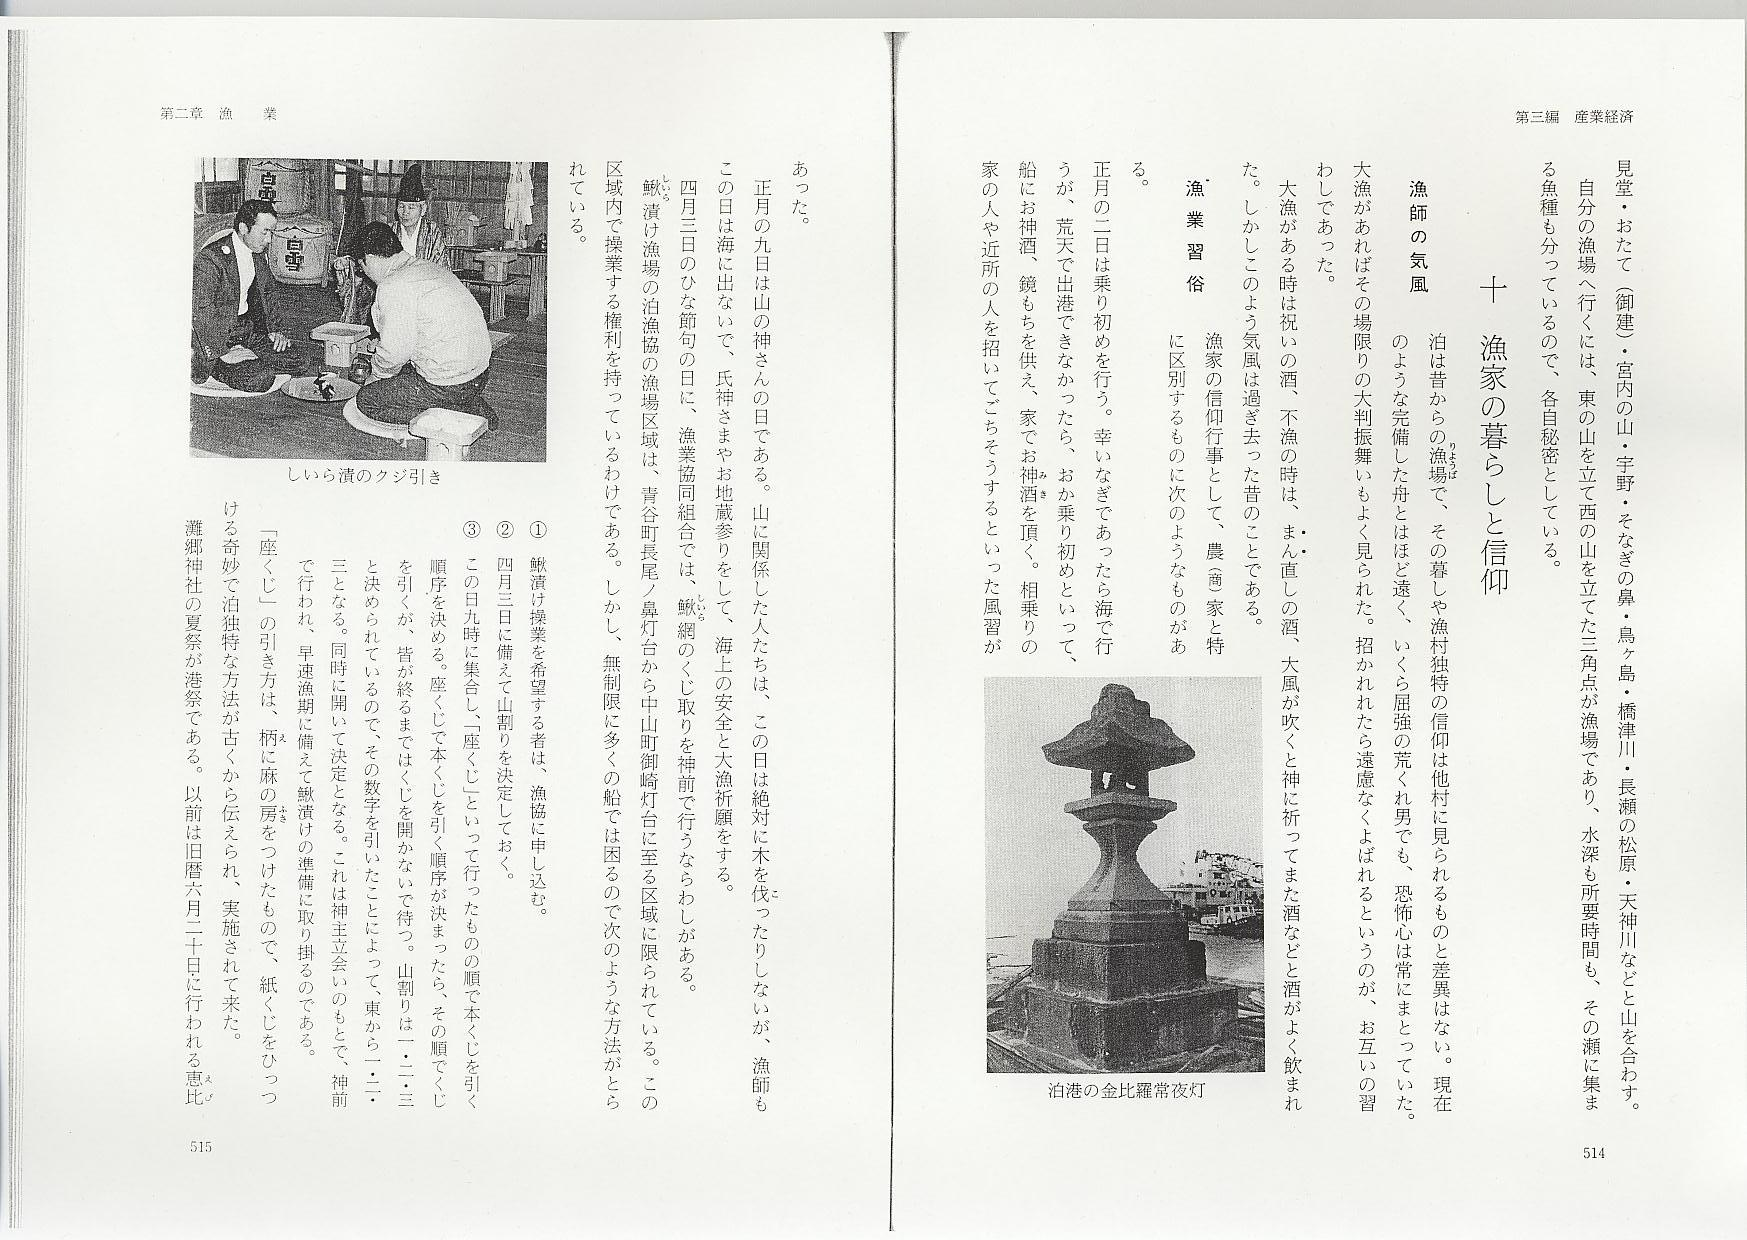 第三編　産業経済
見堂・おたて（御建）・宮内の山・宇野・そなぎの鼻・鳥ヶ島・橋津川・長瀬の松原・天神川などと山を合わす。
自分の漁場へ行くには、東の山を立て西の山を立てた三角点が漁場であり、水深も所要時間も、その瀬に集ま
る魚種も分っているので、各自秘密としている。
十　漁家の暮らしと信仰
漁師の気風
泊は昔からの漁場で、その暮しや漁村独特の信仰は他村に見られるものと差異はない。現在
りょうば
のような完備した舟とはほど遠く、いくら屈強の荒くれ男でも、恐怖心は常にまとっていた。
大漁があればその場限りの大判振舞いもよく見られた。招かれれたら遠慮なくよばれるというのが、お互いの習
わしであった。
大漁がある時は祝いの酒、不漁の時は、まん直しの酒、大風が吹くと神に祈ってまた酒などと酒がよく飲まれ
た。しかしこのよう気風は過ぎ去った昔のことである。
漁業習俗
漁家の信仰行事として、農（商）家と特
に区別するものに次のようなものがあ
る。
正月の二日は乗り初めを行う。幸いなぎであったら海で行
うが、荒天で出港できなかったら、おか乗り初めといって、
船にお神酒、鏡もちを供え、家でお神酒を頂く。相乗りの
みき
家の人や近所の人を招いてごちそうするといった風習が
泊港の金比羅常夜灯
514
第二章　漁　業
あった。
正月の九日は山の神さんの日である。山に関係した人たちは、この日は絶対に木を伐ったりしないが、漁師も
こ
この日は海に出ないで、氏神さまやお地蔵参りをして、海上の安全と大漁祈願をする。
四月三日のひな節句の日に、漁業協同組合では、鱪網のくじ取りを神前で行うならわしがある。
しいら
鱪漬け漁場の泊漁協の漁場区域は、青谷町長尾ノ鼻灯台から中山町御崎灯台に至る区域に限られている。この
しいら
区域内で操業する権利を持っているわけである。しかし、無制限に多くの船では困るので次のような方法がとら
れている。
白雪
白雪
しいら漬のクジ引き
①　鱪漬け操業を希望する者は、漁協に申し込む。
②　四月三日に備えて山割りを決定しておく。
③　この日九時に集合し、「座くじ」といって行ったものの順で本くじを引く
順序を決める。座くじで本くじを引く順序が決まったら、その順でくじ
を引くが、皆が終るまではくじを開かないで待つ。山割りは一・二・三
と決められているので、その数字を引いたことによって、東から一・二・
三となる。同時に開いて決定となる。これは神主立会いのもとで、神前
で行われ、早速漁期に備えて鱪漬けの準備に取り掛るのである。
「座くじ」の引き方は、柄に麻の房をつけたもので、紙くじをひっつ
え
ふさ
ける奇妙で泊独特な方法が古くから伝えられ、実施されて来た。
灘郷神社の夏祭が港祭である。以前は旧暦六月二十日に行われる恵比
えび
515